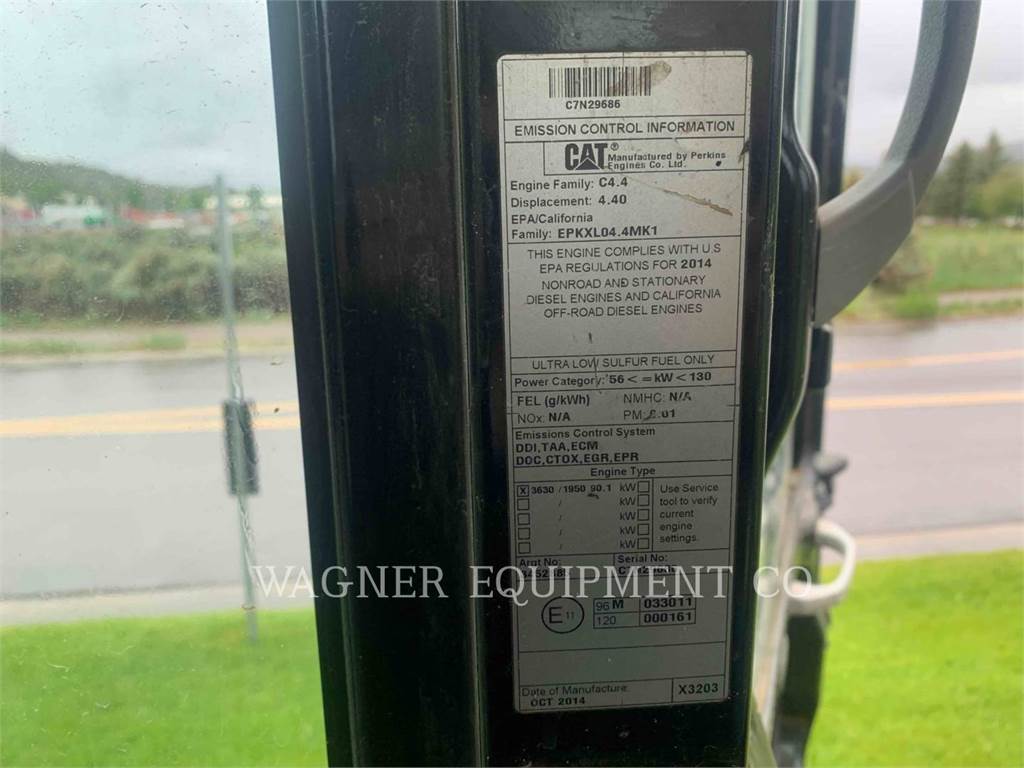 C7N29686
EMISSION CONTROL INFORMATION
CAT® Manufactured by Perkins
Engines Co. Ltd.
Engine Family: C4.4
Displacement: 4.40
EPA/California
Family: EPKXL04.4MK1
THIS ENGINE COMPLIES WITH U.S
EPA REGULATIONS FOR 2014
NONROAD AND STATIONARY
DIESEL ENGINES AND CALIFORNIA
OFF-ROAD DIESEL ENGINES
ULTRA LOW SULFUR FUEL ONLY
Power Category: 56 < = kW < 130
FEL (g/kWh) NMHC: N/A
NOx: N/A PM:
Emissions Control System
DDI,TAA,ECM
DOC,CTOX,EGR,EPR
Engine Type
X 3630 / 1950 90.1 kW
/ kW
/ kW
/ kW
/ kW
Use Service
tool to verify
current
engine
settings.
Argt No: Serial No:
WAGNER EQUIPMENT CO.
E 11 96 M 033011
120 000161
Date of Manufacture: X3203
OCT 2014